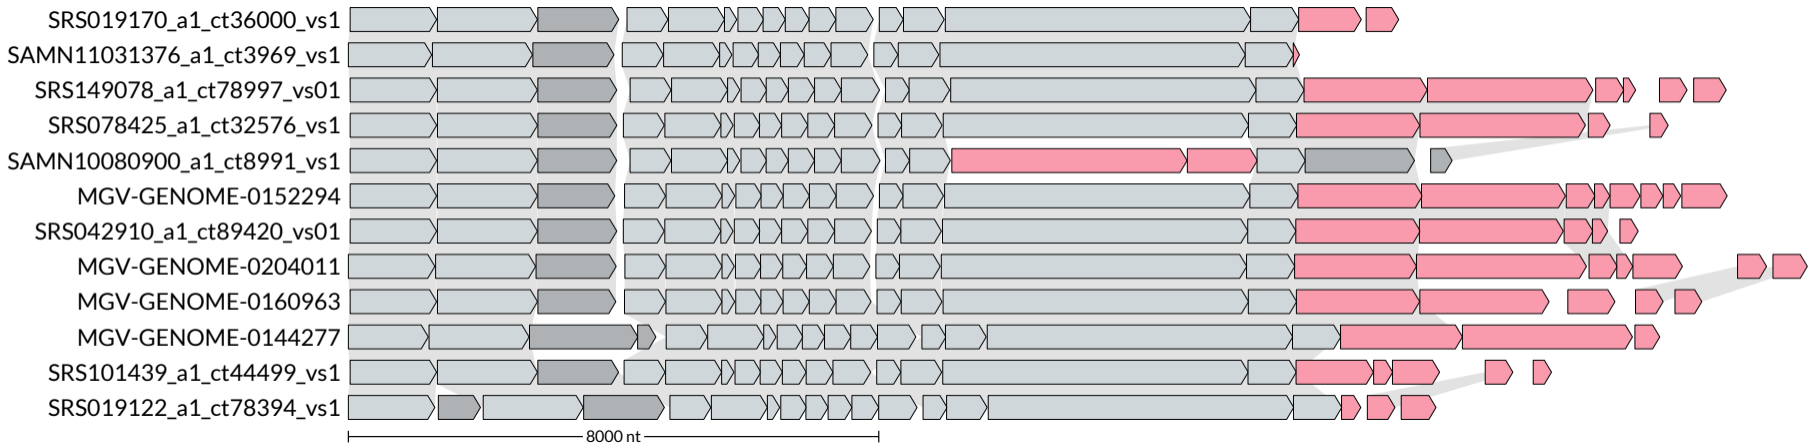 SRS019170_a1_ct36000_vs1
SAMN11031376_a1_ct3969_vs1
SRS149078_a1_ct78997_vs01
SRS078425_a1_ct32576_vs1
SAMN10080900_a1_ct8991_vs1
MGV-GENOME-0152294
SRS042910_a1_ct89420_vs01
MGV-GENOME-0204011
MGV-GENOME-0160963
MGV-GENOME-0144277
SRS101439_a1_ct44499_vs1
SRS019122_a1_ct78394_vs1
8000 nt